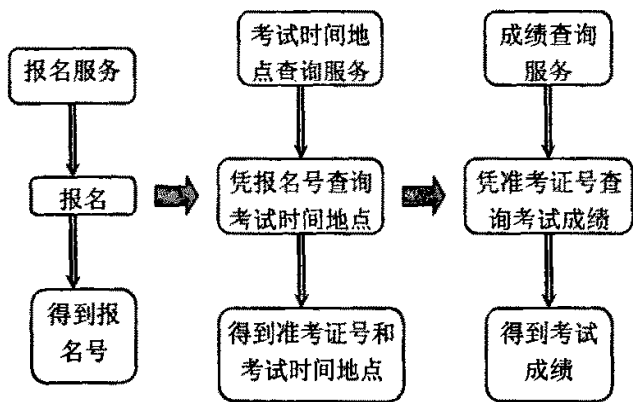 报名服务
报名
得到报
名号
考试时间地
点查询服务
凭报名号查询
考试时间地点
得到准考证号和
考试时间地点
成绩查询
服务
凭准考证号查
询考试成绩
得到考试
成绩